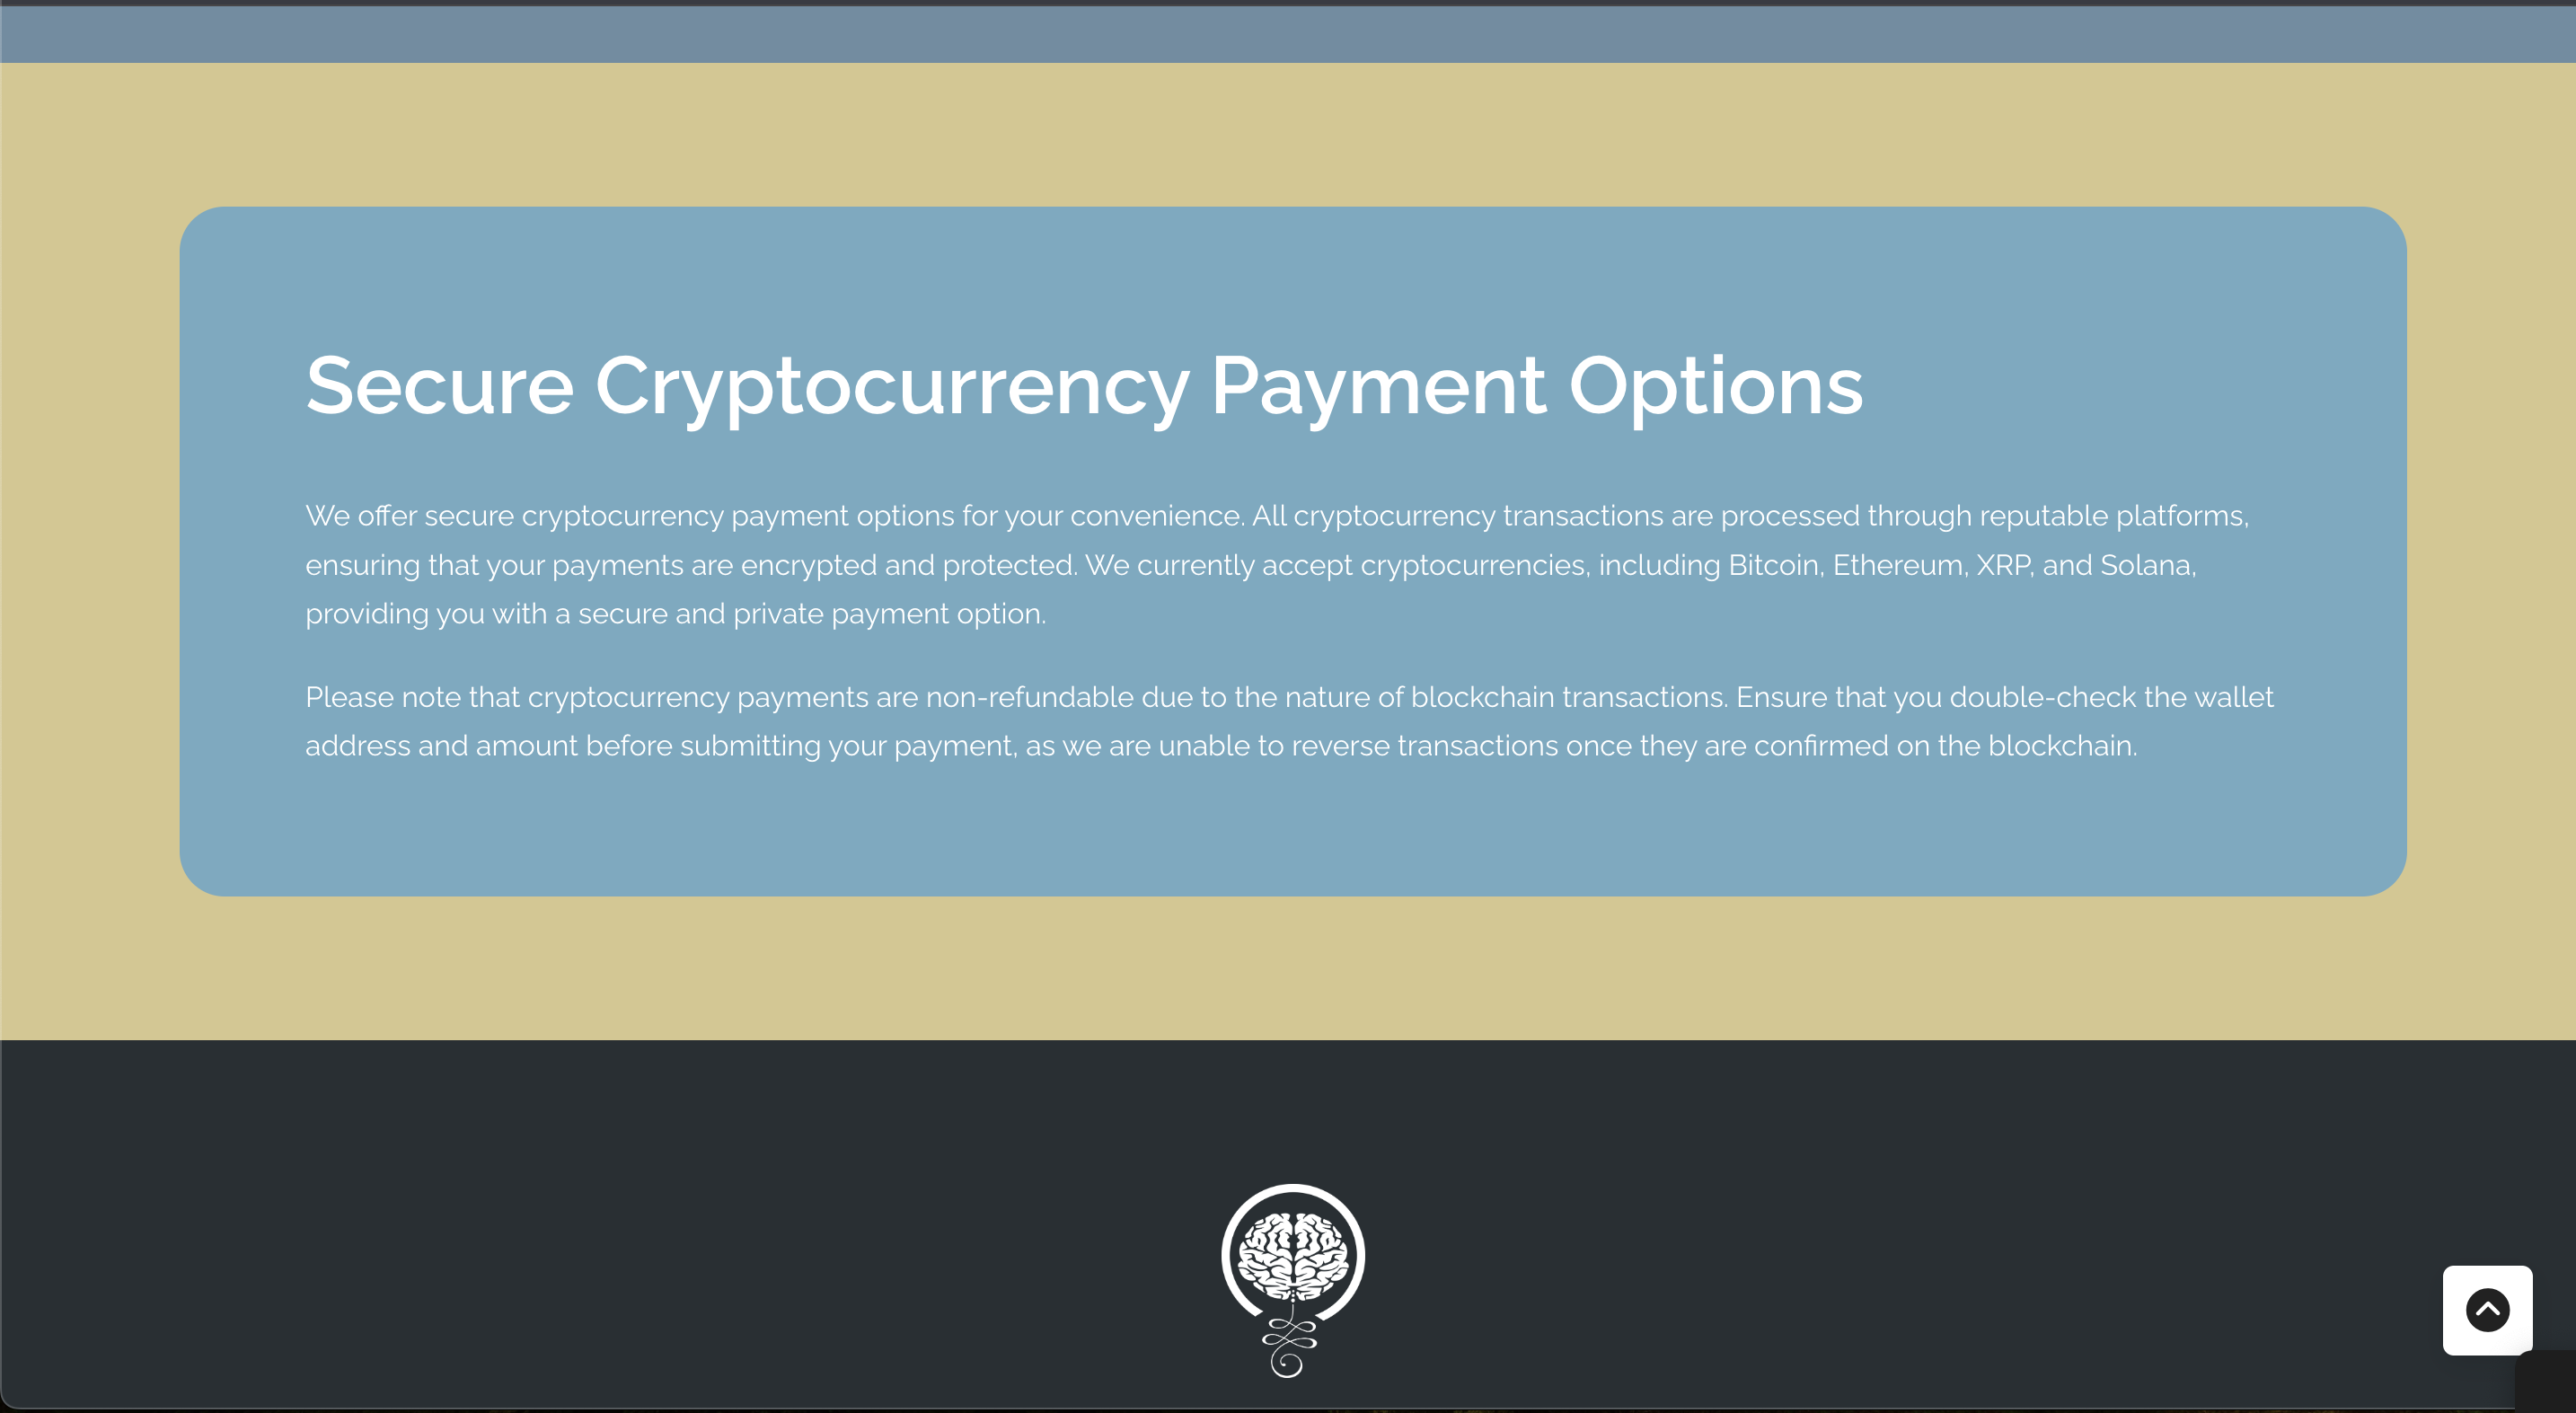 Secure Cryptocurrency Payment Options
We offer secure cryptocurrency payment options for your convenience. All cryptocurrency transactions are processed through reputable platforms,
ensuring that your payments are encrypted and protected. We currently accept cryptocurrencies, including Bitcoin, Ethereum, XRP, and Solana,
providing you with a secure and private payment option.
Please note that cryptocurrency payments are non-refundable due to the nature of blockchain transactions. Ensure that you double-check the wallet
address and amount before submitting your payment, as we are unable to reverse transactions once they are confirmed on the blockchain.